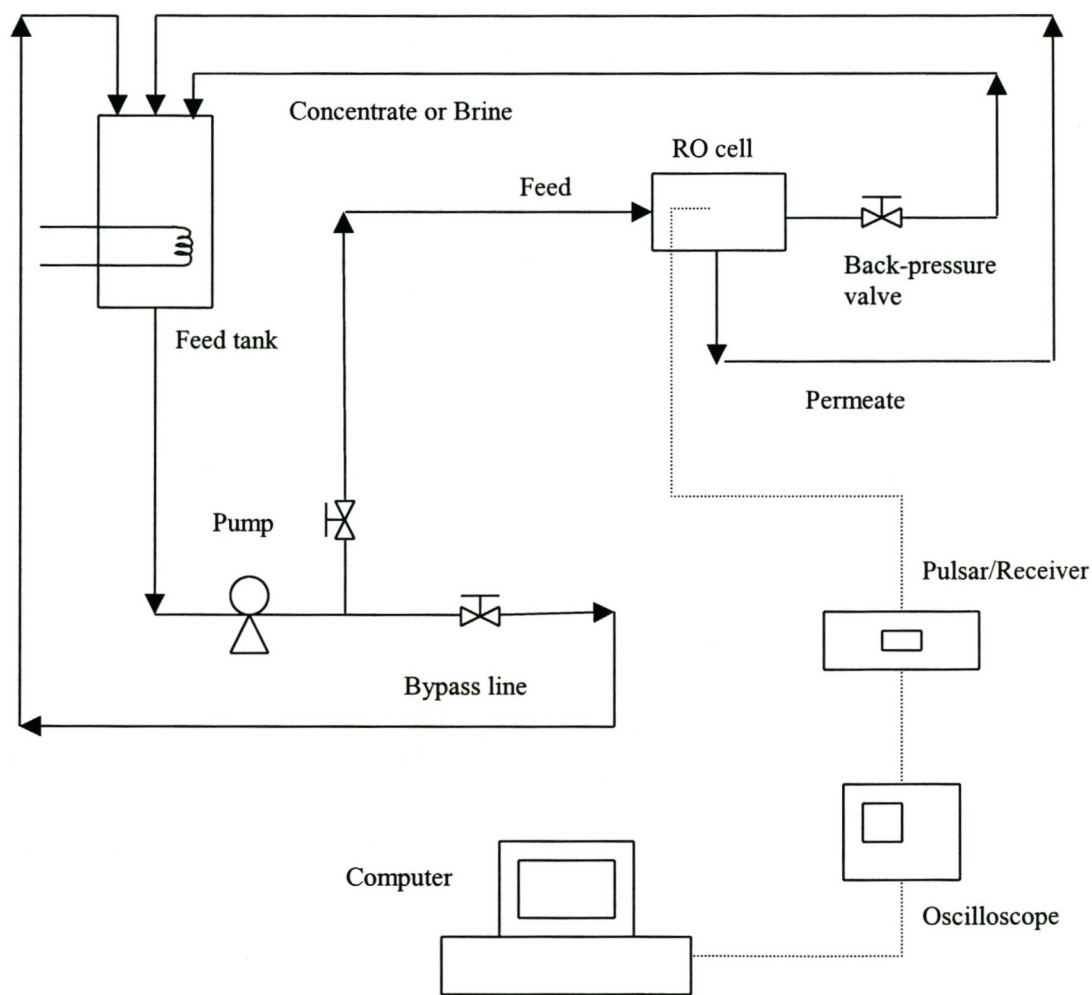 Concentrate or Brine
RO cell
Feed
Back-pressure
valve
Feed tank
Permeate
Pump
Pulsar/Receiver
Bypass line
Computer
Oscilloscope